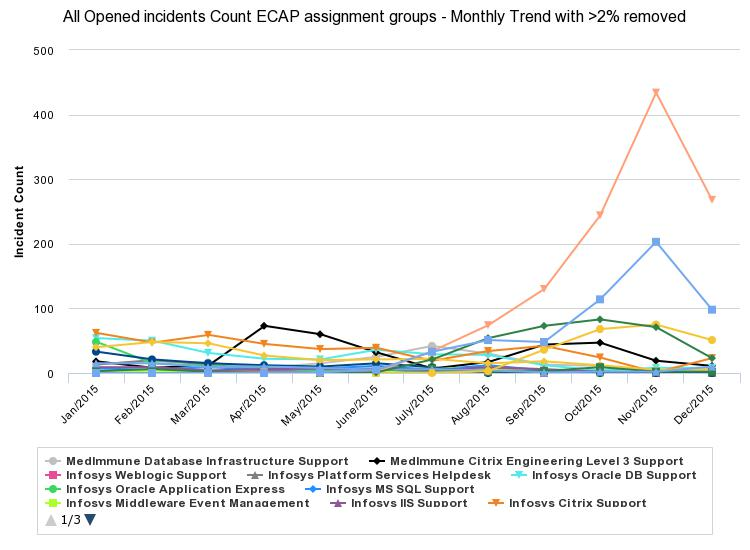 All Opened incidents Count ECAP assignment groups - Monthly Trend with >2% removed
500
400
300
200
100
0
Incident Count
Jan/2015 Feb/2015 Mar/2015 Apr/2015 May/2015 June/2015 July/2015 Aug/2015 Sep/2015 Oct/2015 Nov/2015 Dec/2015
MedImmune Database Infrastructure Support MedImmune Citrix Engineering Level 3 Support
Infosys Weblogic Support Infosys Platform Services Helpdesk Infosys Oracle DB Support
Infosys Oracle Application Express Infosys MS SQL Support
Infosys Middleware Event Management Infosys IIS Support Infosys Citrix Support
1/3